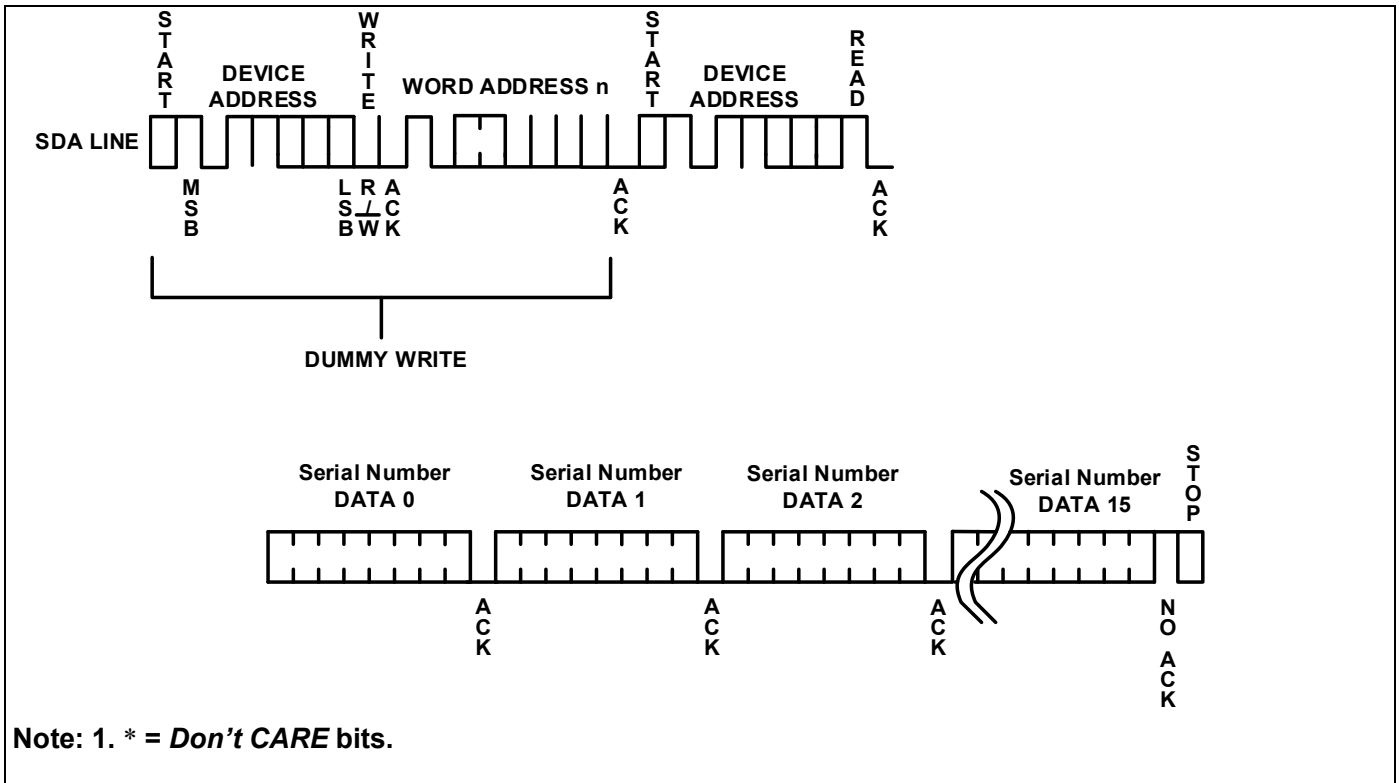 START
WRITE
START
READ
DEVICE
ADDRESS
WORD ADDRESS n
DEVICE
ADDRESS
SDA LINE
MSB
LSB
R/W
ACK
ACK
ACK
DUMMY WRITE
Serial Number
DATA 0
Serial Number
DATA 1
Serial Number
DATA 2
Serial Number
DATA 15
STOP
ACK
ACK
ACK
NO ACK
Note: 1. * = Don't CARE bits.